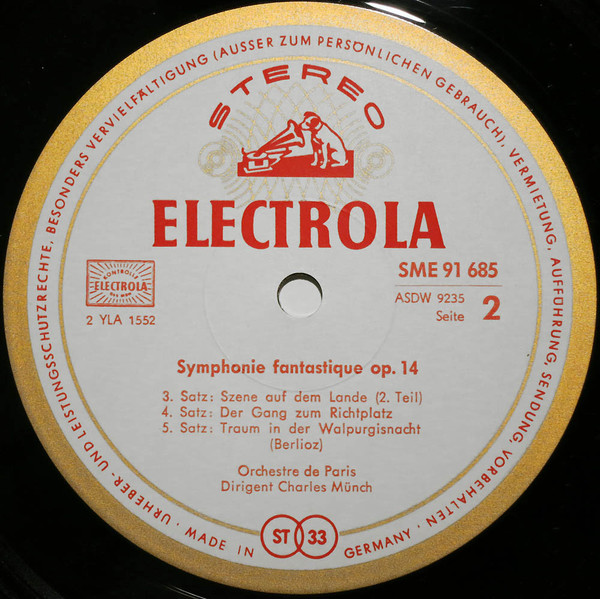 URHEBER- UND LEISTUNGSSCHUTZRECHTE, BESONDERS VERVIELFÄLTIGUNG (AUSSER ZUM PERSÖNLICHEN GEBRAUCH), VERMIETUNG, AUFFÜHRUNG, SENDUNG, VORBEHALTEN · MADE IN GERMANY ·
STEREO
ELECTROLA
SME 91 685
KONTROLLE
ELECTROLA
2 YLA 1552
ASDW 9235
Seite 2
Symphonie fantastique op. 14
3. Satz: Szene auf dem Lande (2. Teil)
4. Satz: Der Gang zum Richtplatz
5. Satz: Traum in der Walpurgisnacht
(Berlioz)
Orchestre de Paris
Dirigent Charles Münch
ST 33